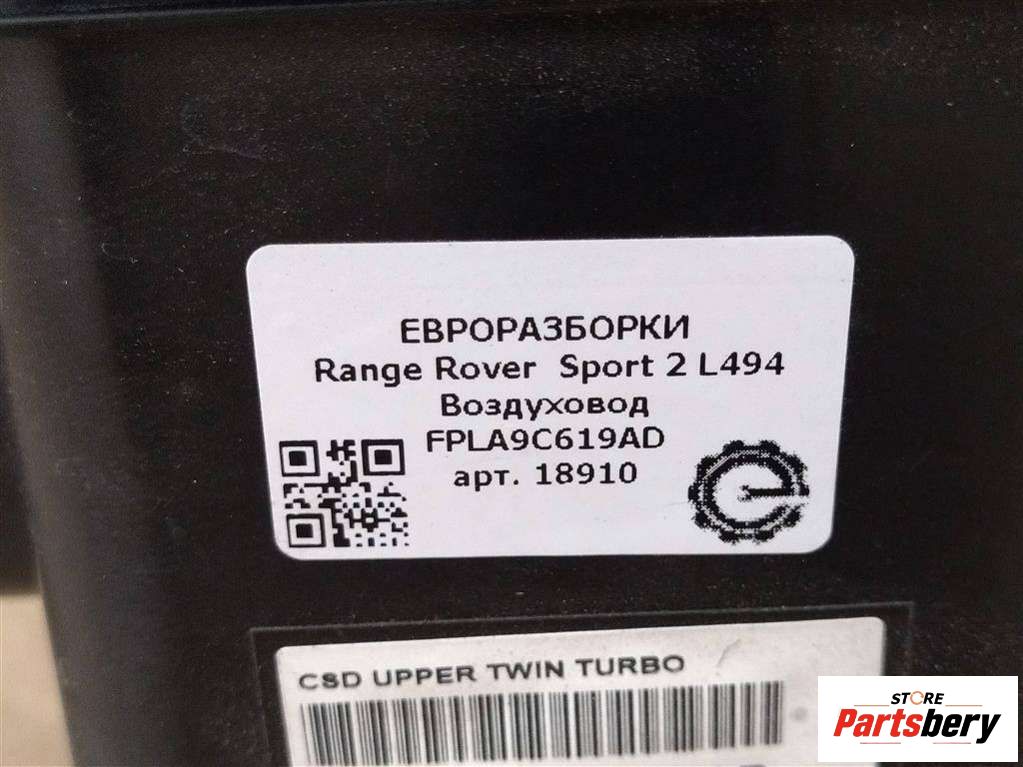 ЕВРОРАЗБОРКИ
Range Rover Sport 2 L494
Воздуховод
FPLA9C619AD
арт. 18910
CSD UPPER TWIN TURBO
STORE
Partsbery